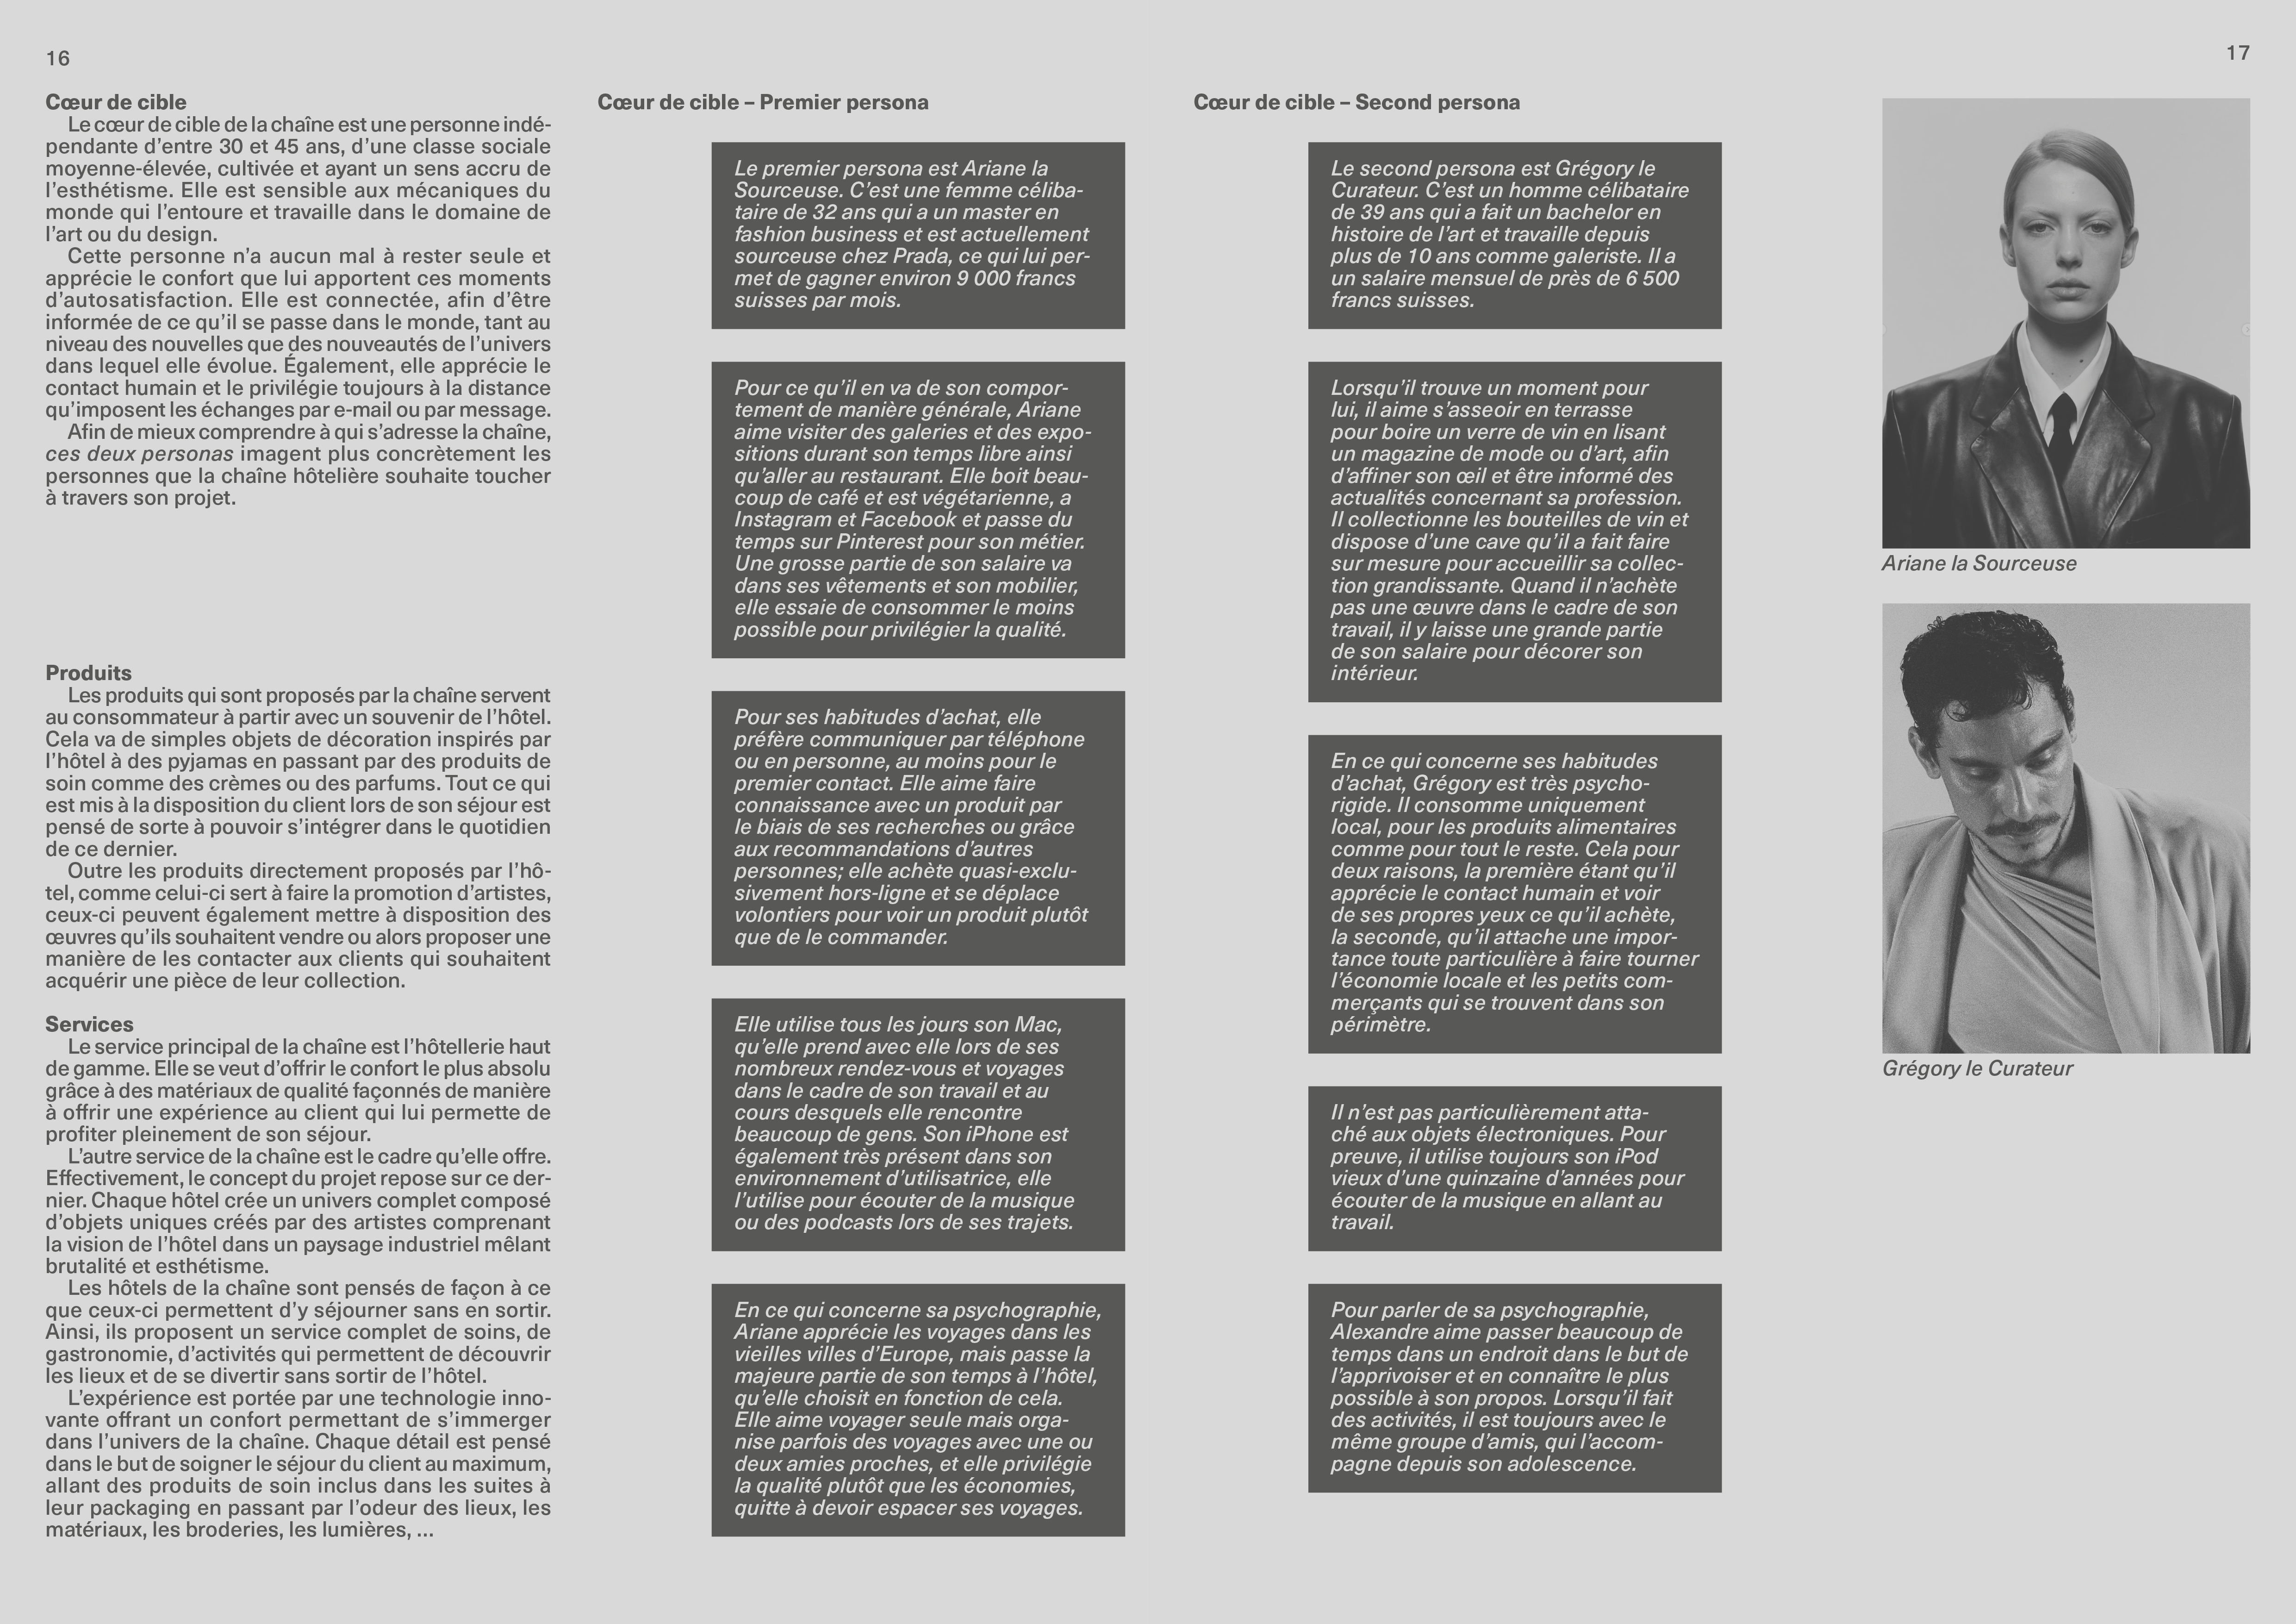 16
17
Cœur de cible
Le cœur de cible de la chaîne est une personne indé-
pendante d’entre 30 et 45 ans, d’une classe sociale
moyenne-élevée, cultivée et ayant un sens accru de
l’esthétisme. Elle est sensible aux mécaniques du
monde qui l’entoure et travaille dans le domaine de
l’art ou du design.
Cette personne n’a aucun mal à rester seule et
apprécie le confort que lui apportent ces moments
d’autosatisfaction. Elle est connectée, afin d’être
informée de ce qu’il se passe dans le monde, tant au
niveau des nouvelles que des nouveautés de l’univers
dans lequel elle évolue. Également, elle apprécie le
contact humain et le privilégie toujours à la distance
qu’imposent les échanges par e-mail ou par message.
Afin de mieux comprendre à qui s’adresse la chaîne,
ces deux personas imagent plus concrètement les
personnes que la chaîne hôtelière souhaite toucher
à travers son projet.
Produits
Les produits qui sont proposés par la chaîne servent
au consommateur à partir avec un souvenir de l’hôtel.
Cela va de simples objets de décoration inspirés par
l’hôtel à des pyjamas en passant par des produits de
soin comme des crèmes ou des parfums. Tout ce qui
est mis à la disposition du client lors de son séjour est
pensé de sorte à pouvoir s’intégrer dans le quotidien
de ce dernier.
Outre les produits directement proposés par l’hô-
tel, comme celui-ci sert à faire la promotion d’artistes,
ceux-ci peuvent également mettre à disposition des
œuvres qu’ils souhaitent vendre ou alors proposer une
manière de les contacter aux clients qui souhaitent
acquérir une pièce de leur collection.
Services
Le service principal de la chaîne est l’hôtellerie haut
de gamme. Elle se veut d’offrir le confort le plus absolu
grâce à des matériaux de qualité façonnés de manière
à offrir une expérience au client qui lui permette de
profiter pleinement de son séjour.
L’autre service de la chaîne est le cadre qu’elle offre.
Effectivement, le concept du projet repose sur ce der-
nier. Chaque hôtel crée un univers complet composé
d’objets uniques créés par des artistes comprenant
la vision de l’hôtel dans un paysage industriel mêlant
brutalité et esthétisme.
Les hôtels de la chaîne sont pensés de façon à ce
que ceux-ci permettent d’y séjourner sans en sortir.
Ainsi, ils proposent un service complet de soins, de
gastronomie, d’activités qui permettent de découvrir
les lieux et de se divertir sans sortir de l’hôtel.
L’expérience est portée par une technologie inno-
vante offrant un confort permettant de s’immerger
dans l’univers de la chaîne. Chaque détail est pensé
dans le but de soigner le séjour du client au maximum,
allant des produits de soin inclus dans les suites à
leur packaging en passant par l’odeur des lieux, les
matériaux, les broderies, les lumières, ...
Cœur de cible – Premier persona
Le premier persona est Ariane la
Sourceuse. C’est une femme céliba-
taire de 32 ans qui a un master en
fashion business et est actuellement
sourceuse chez Prada, ce qui lui per-
met de gagner environ 9 000 francs
suisses par mois.
Pour ce qu’il en va de son compor-
tement de manière générale, Ariane
aime visiter des galeries et des expo-
sitions durant son temps libre ainsi
qu’aller au restaurant. Elle boit beau-
coup de café et est végétarienne, a
Instagram et Facebook et passe du
temps sur Pinterest pour son métier.
Une grosse partie de son salaire va
dans ses vêtements et son mobilier,
elle essaie de consommer le moins
possible pour privilégier la qualité.
Pour ses habitudes d’achat, elle
préfère communiquer par téléphone
ou en personne, au moins pour le
premier contact. Elle aime faire
connaissance avec un produit par
le biais de ses recherches ou grâce
aux recommandations d’autres
personnes; elle achète quasi-exclu-
sivement hors-ligne et se déplace
volontiers pour voir un produit plutôt
que de le commander.
Elle utilise tous les jours son Mac,
qu’elle prend avec elle lors de ses
nombreux rendez-vous et voyages
dans le cadre de son travail et au
cours desquels elle rencontre
beaucoup de gens. Son iPhone est
également très présent dans son
environnement d’utilisatrice, elle
l’utilise pour écouter de la musique
ou des podcasts lors de ses trajets.
En ce qui concerne sa psychographie,
Ariane apprécie les voyages dans les
vieilles villes d’Europe, mais passe la
majeure partie de son temps à l’hôtel,
qu’elle choisit en fonction de cela.
Elle aime voyager seule mais orga-
nise parfois des voyages avec une ou
deux amies proches, et elle privilégie
la qualité plutôt que les économies,
quitte à devoir espacer ses voyages.
Cœur de cible – Second persona
Le second persona est Grégory le
Curateur. C’est un homme célibataire
de 39 ans qui a fait un bachelor en
histoire de l’art et travaille depuis
plus de 10 ans comme galeriste. Il a
un salaire mensuel de près de 6 500
francs suisses.
Lorsqu’il trouve un moment pour
lui, il aime s’asseoir en terrasse
pour boire un verre de vin en lisant
un magazine de mode ou d’art, afin
d’affiner son œil et être informé des
actualités concernant sa profession.
Il collectionne les bouteilles de vin et
dispose d’une cave qu’il a fait faire
sur mesure pour accueillir sa collec-
tion grandissante. Quand il n’achète
pas une œuvre dans le cadre de son
travail, il y laisse une grande partie
de son salaire pour décorer son
intérieur.
En ce qui concerne ses habitudes
d’achat, Grégory est très psycho-
rigide. Il consomme uniquement
local, pour les produits alimentaires
comme pour tout le reste. Cela pour
deux raisons, la première étant qu’il
apprécie le contact humain et voir
de ses propres yeux ce qu’il achète,
la seconde, qu’il attache une impor-
tance toute particulière à faire tourner
l’économie locale et les petits com-
merçants qui se trouvent dans son
périmètre.
Il n’est pas particulièrement atta-
ché aux objets électroniques. Pour
preuve, il utilise toujours son iPod
vieux d’une quinzaine d’années pour
écouter de la musique en allant au
travail.
Pour parler de sa psychographie,
Alexandre aime passer beaucoup de
temps dans un endroit dans le but de
l’apprivoiser et en connaître le plus
possible à son propos. Lorsqu’il fait
des activités, il est toujours avec le
même groupe d’amis, qui l’accom-
pagne depuis son adolescence.
Ariane la Sourceuse
Grégory le Curateur